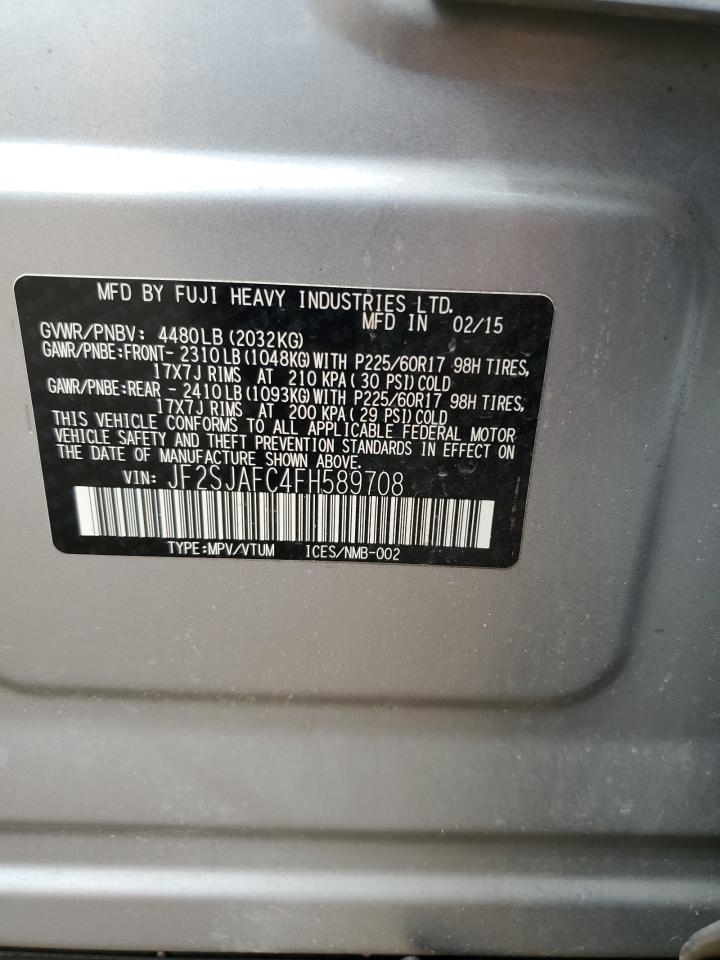 MFD BY FUJI HEAVY INDUSTRIES LTD.
MFD IN 02/15
GVWR/PNBV: 4480LB(2032KG)
GAWR/PNBE:FRONT- 2310LB(1048KG)WITH P225/60R17 98H TIRES,
17X7J RIMS AT 210 KPA(30 PSI)COLD
GAWR/PNBE:REAR - 2410LB(1093KG)WITH P225/60R17 98H TIRES,
17X7J RIMS AT 200 KPA(29 PSI)COLD
THIS VEHICLE CONFORMS TO ALL APPLICABLE FEDERAL MOTOR
VEHICLE SAFETY AND THEFT PREVENTION STANDARDS IN EFFECT ON
THE DATE OF MANUFACTURE SHOWN ABOVE.
VIN: JF2SJAFC4FH589708
TYPE:MPV/VTUM ICES/NMB-002